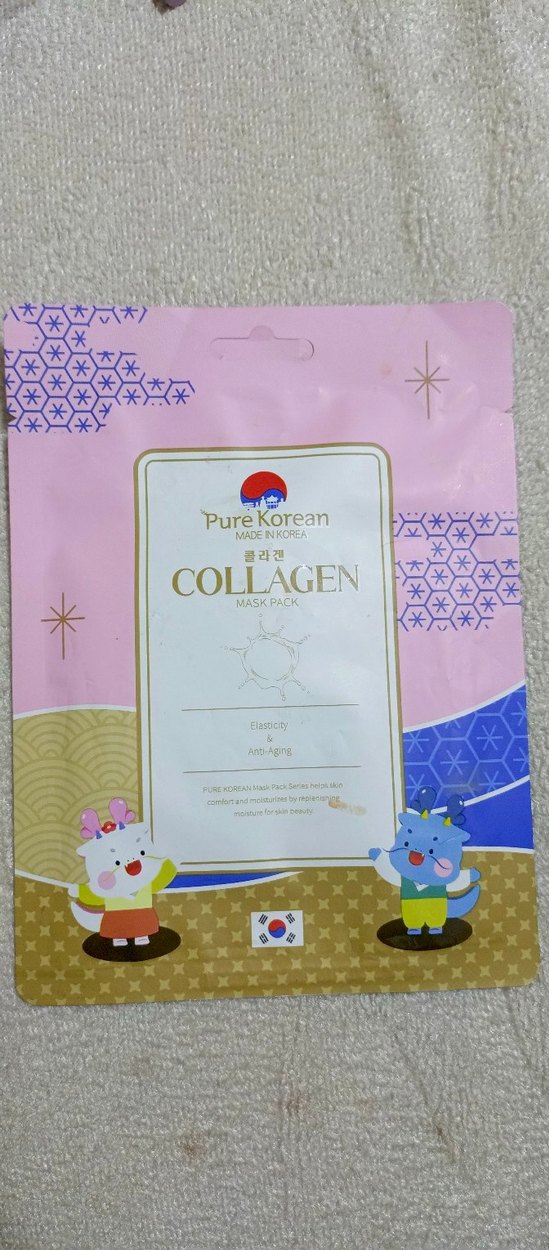 Pure Korean
MADE IN KOREA
콜라겐
COLLAGEN
MASK PACK
Elasticity
&
Anti-Aging
PURE KOREAN Mask Pack Series helps skin
comfort and moisturizes by replenishing
moisture for skin beauty.